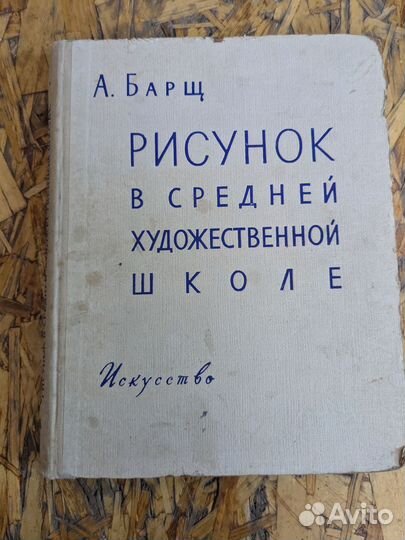 А. Барщ
РИСУНОК
В СРЕДНЕЙ
ХУДОЖЕСТВЕННОЙ
ШКОЛЕ
Искусство
Avito